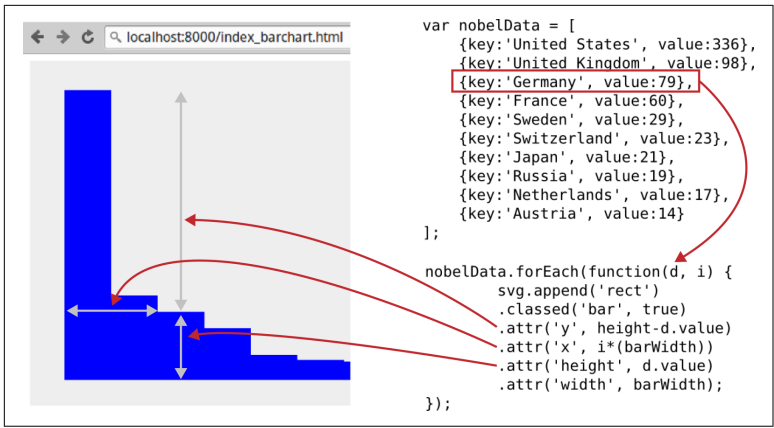 localhost:8000/index_barchart.html
var nobelData = [
{key:'United States', value:336},
{key:'United Kingdom', value:98},
{key:'Germany', value:79},
{key:'France', value:60},
{key:'Sweden', value:29},
{key:'Switzerland', value:23},
{key:'Japan', value:21},
{key:'Russia', value:19},
{key:'Netherlands', value:17},
{key:'Austria', value:14}
];
nobelData.forEach(function(d, i) {
svg.append('rect')
.classed('bar', true)
.attr('y', height-d.value)
.attr('x', i*(barWidth))
.attr('height', d.value)
.attr('width', barWidth);
});